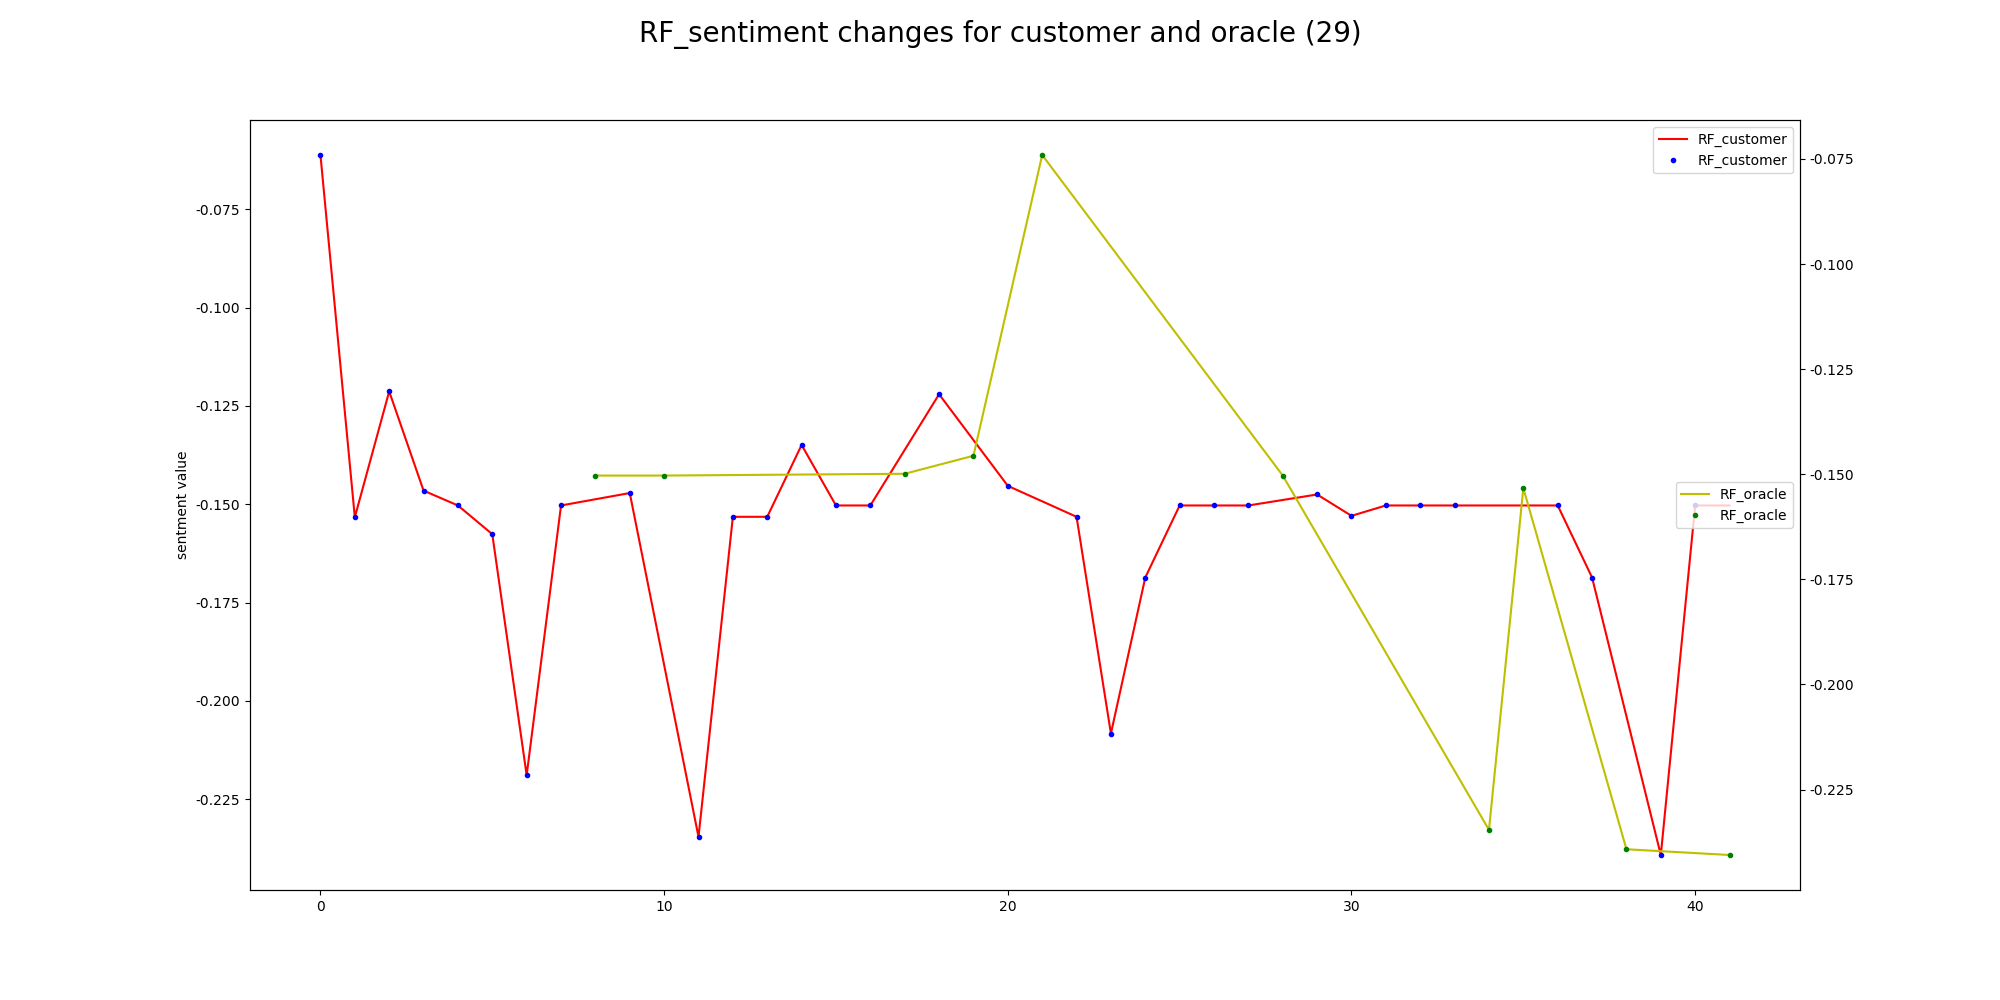 RF_sentiment changes for customer and oracle (29)
RF_customer
RF_customer
-0.075
-0.075
-0.100
-0.100
-0.125
-0.125
sentment value
-0.150
-0.150
RF_oracle
RF_oracle
-0.175
-0.175
-0.200
-0.200
-0.225
-0.225
0 10 20 30 40